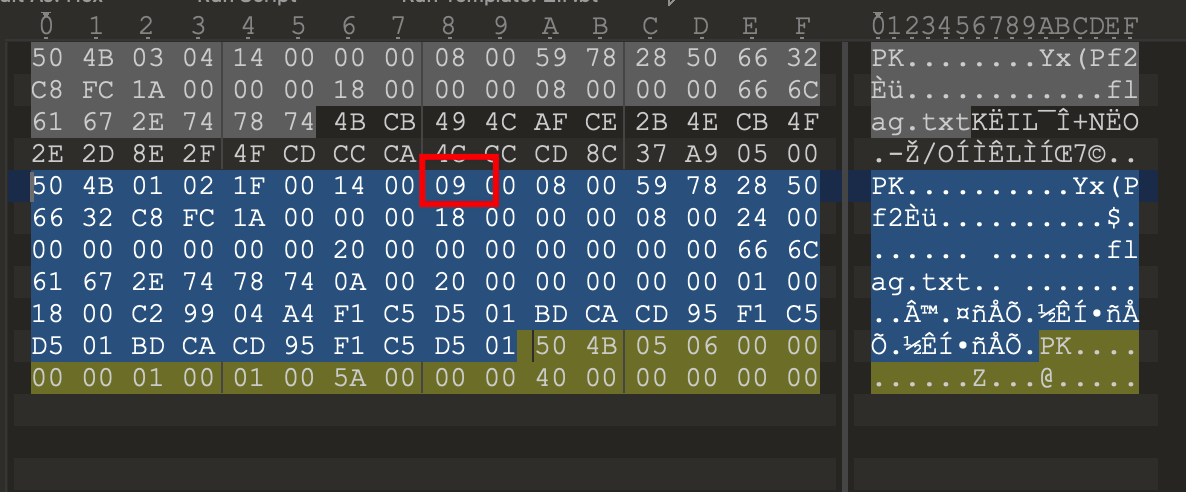 0 1 2 3 4 5 6 7 8 9 A B C D E F 0123456789ABCDEF
50 4B 03 04 14 00 00 00 08 00 59 78 28 50 66 32 PK........Yx(Pf2
C8 FC 1A 00 00 00 18 00 00 00 08 00 00 00 66 6C Èü............fl
61 67 2E 74 78 74 4B CB 49 4C AF CE 2B 4E CB 4F ag.txtKËIL¯Î+NËO
2E 2D 8E 2F 4F CD CC CA 4C CC CD 8C 37 A9 05 00 .-Ž/OÍÌÊLÌÍŒ7©..
50 4B 01 02 1F 00 14 00 09 00 08 00 59 78 28 50 PK..........Yx(P
66 32 C8 FC 1A 00 00 00 18 00 00 00 08 00 24 00 f2Èü..........$.
00 00 00 00 00 00 20 00 00 00 00 00 00 00 66 6C ...... .......fl
61 67 2E 74 78 74 0A 00 20 00 00 00 00 00 01 00 ag.txt.. .......
18 00 C2 99 04 A4 F1 C5 D5 01 BD CA CD 95 F1 C5 ..Â™.¤ñÅÕ.½ÊÍ•ñÅ
D5 01 BD CA CD 95 F1 C5 D5 01 50 4B 05 06 00 00 Õ.½ÊÍ•ñÅÕ.PK....
00 00 01 00 01 00 5A 00 00 00 40 00 00 00 00 00 ......Z...@.....